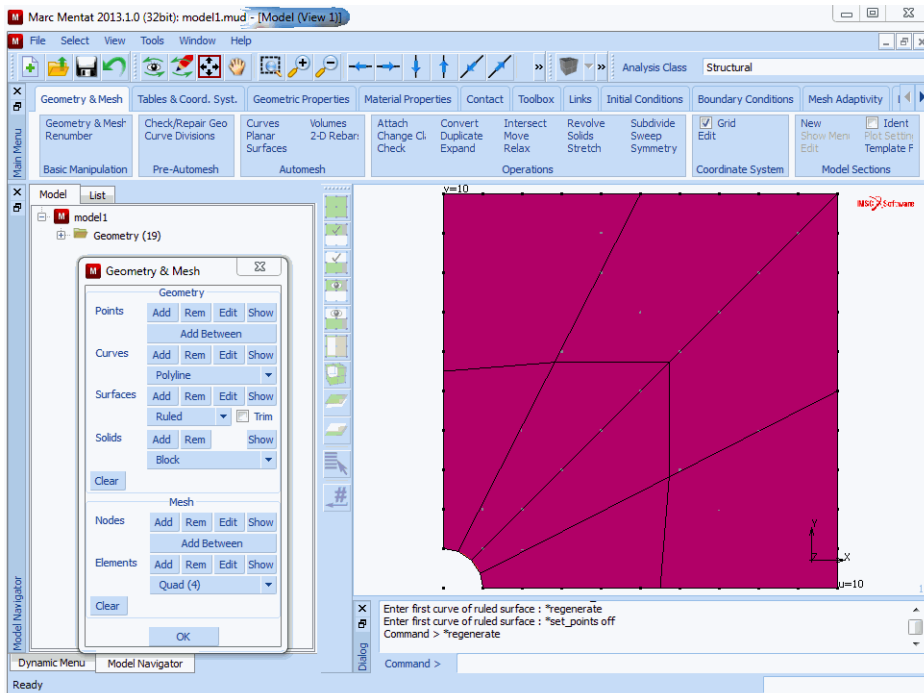 Marc Mentat 2013.1.0 (32bit): model1.mud - [Model (View 1)]
File Select View Tools Window Help
» » Analysis Class Structural
Geometry & Mesh Tables & Coord. Syst. Geometric Properties Material Properties Contact Toolbox Links Initial Conditions Boundary Conditions Mesh Adaptivity
Main Menu
Geometry & Mesh Check/Repair Geo Curves Volumes Attach Convert Intersect Revolve Subdivide Grid New Ident
Renumber Curve Divisions Planar 2-D Rebar Change Cl Duplicate Move Solids Sweep Edit Show Men Plot Settin
Surfaces Check Expand Relax Stretch Symmetry Edit Template F
Basic Manipulation Pre-Automesh Automesh Operations Coordinate System Model Sections
Model List
model1
Geometry (19)
Geometry & Mesh
Geometry
Points Add Rem Edit Show
Add Between
Curves Add Rem Edit Show
Polyline
Surfaces Add Rem Edit Show
Ruled Trim
Solids Add Rem Show
Block
Clear
Mesh
Nodes Add Rem Edit Show
Add Between
Elements Add Rem Edit Show
Quad (4)
Clear
OK
Model Navigator
v=10
MSC Software
Y
Z X
u=10
1
Dialog
Enter first curve of ruled surface : *regenerate
Enter first curve of ruled surface : *set_points off
Command > *regenerate
Command >
Dynamic Menu Model Navigator
Ready